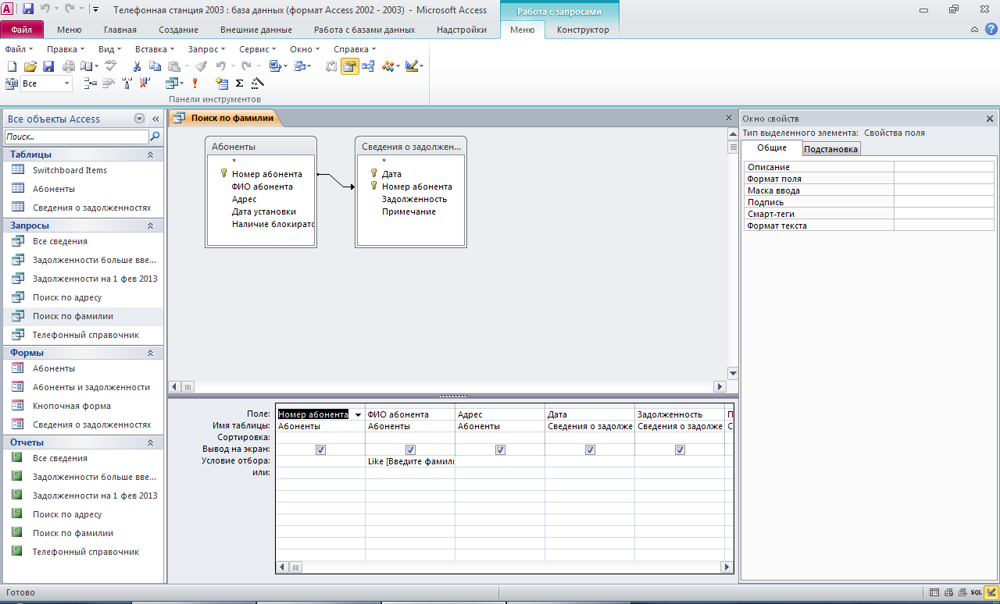 Телефонная станция 2003 : база данных (формат Access 2002 - 2003) - Microsoft Access
Работа с запросами
Файл Меню Главная Создание Внешние данные Работа с базами данных Надстройки Меню Конструктор
Файл Правка Вид Вставка Запрос Сервис Окно Справка
Все
Панели инструментов
Все объекты Access
Поиск...
Таблицы
Switchboard Items
Абоненты
Сведения о задолженностях
Запросы
Все сведения
Задолженности больше вве...
Задолженности на 1 фев 2013
Поиск по адресу
Поиск по фамилии
Телефонный справочник
Формы
Абоненты
Абоненты и задолженности
Кнопочная форма
Сведения о задолженностях
Отчеты
Все сведения
Задолженности больше вве...
Задолженности на 1 фев 2013
Поиск по адресу
Поиск по фамилии
Телефонный справочник
Поиск по фамилии
Абоненты
*
Номер абонента
ФИО абонента
Адрес
Дата установки
Наличие блокирато
Сведения о задолжен...
*
Дата
Номер абонента
Задолженность
Примечание
Поле: Номер абонента ФИО абонента Адрес Дата Задолженность П
Имя таблицы: Абоненты Абоненты Абоненты Сведения о задолже Сведения о задолже С
Сортировка:
Вывод на экран:
Условие отбора: Like [Введите фамили
или:
Окно свойств
Тип выделенного элемента: Свойства поля
Общие Подстановка
Описание
Формат поля
Маска ввода
Подпись
Смарт-теги
Формат текста
Готово
SQL